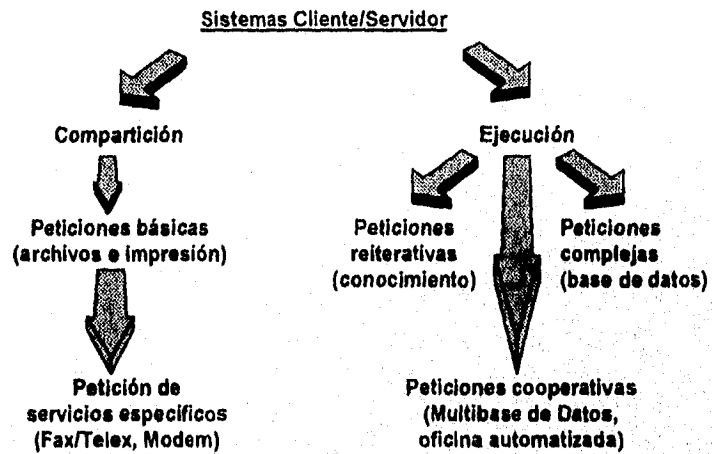 Sistemas Cliente/Servidor
Compartición
Ejecución
Peticiones básicas
(archivos e impresión)
Peticiones
reiterativas
(conocimiento)
Peticiones
complejas
(base de datos)
Petición de
servicios específicos
(Fax/Telex, Modem)
Peticiones cooperativas
(Multibase de Datos,
oficina automatizada)